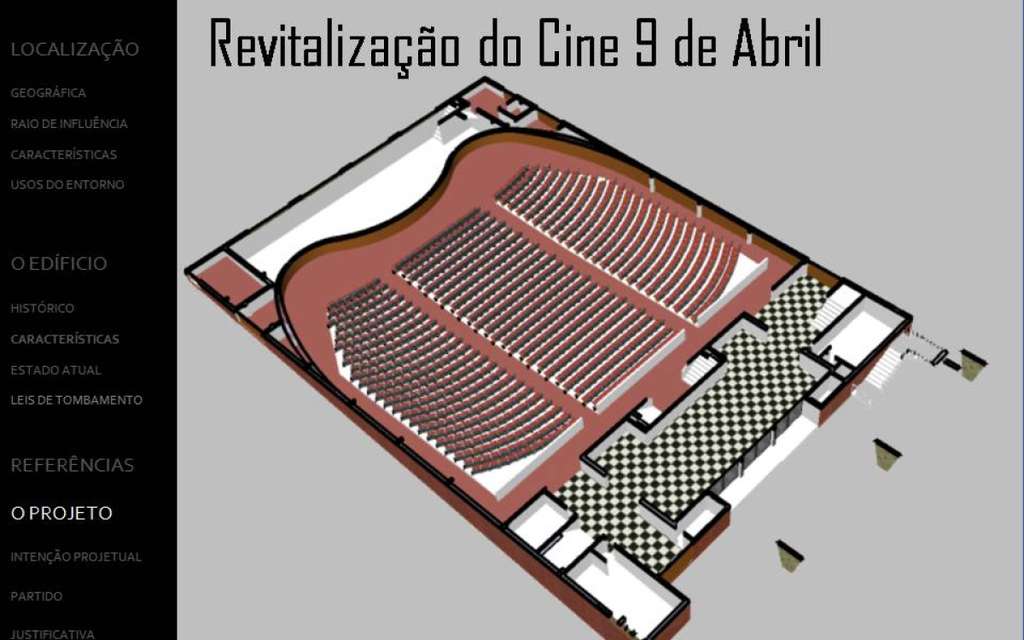 Revitalização do Cine 9 de Abril
LOCALIZAÇÃO
GEOGRÁFICA
RAIO DE INFLUÊNCIA
CARACTERÍSTICAS
USOS DO ENTORNO
O EDÍFICIO
HISTÓRICO
CARACTERÍSTICAS
ESTADO ATUAL
LEIS DE TOMBAMENTO
REFERÊNCIAS
O PROJETO
INTENÇÃO PROJETUAL
PARTIDO
JUSTIFICATIVA